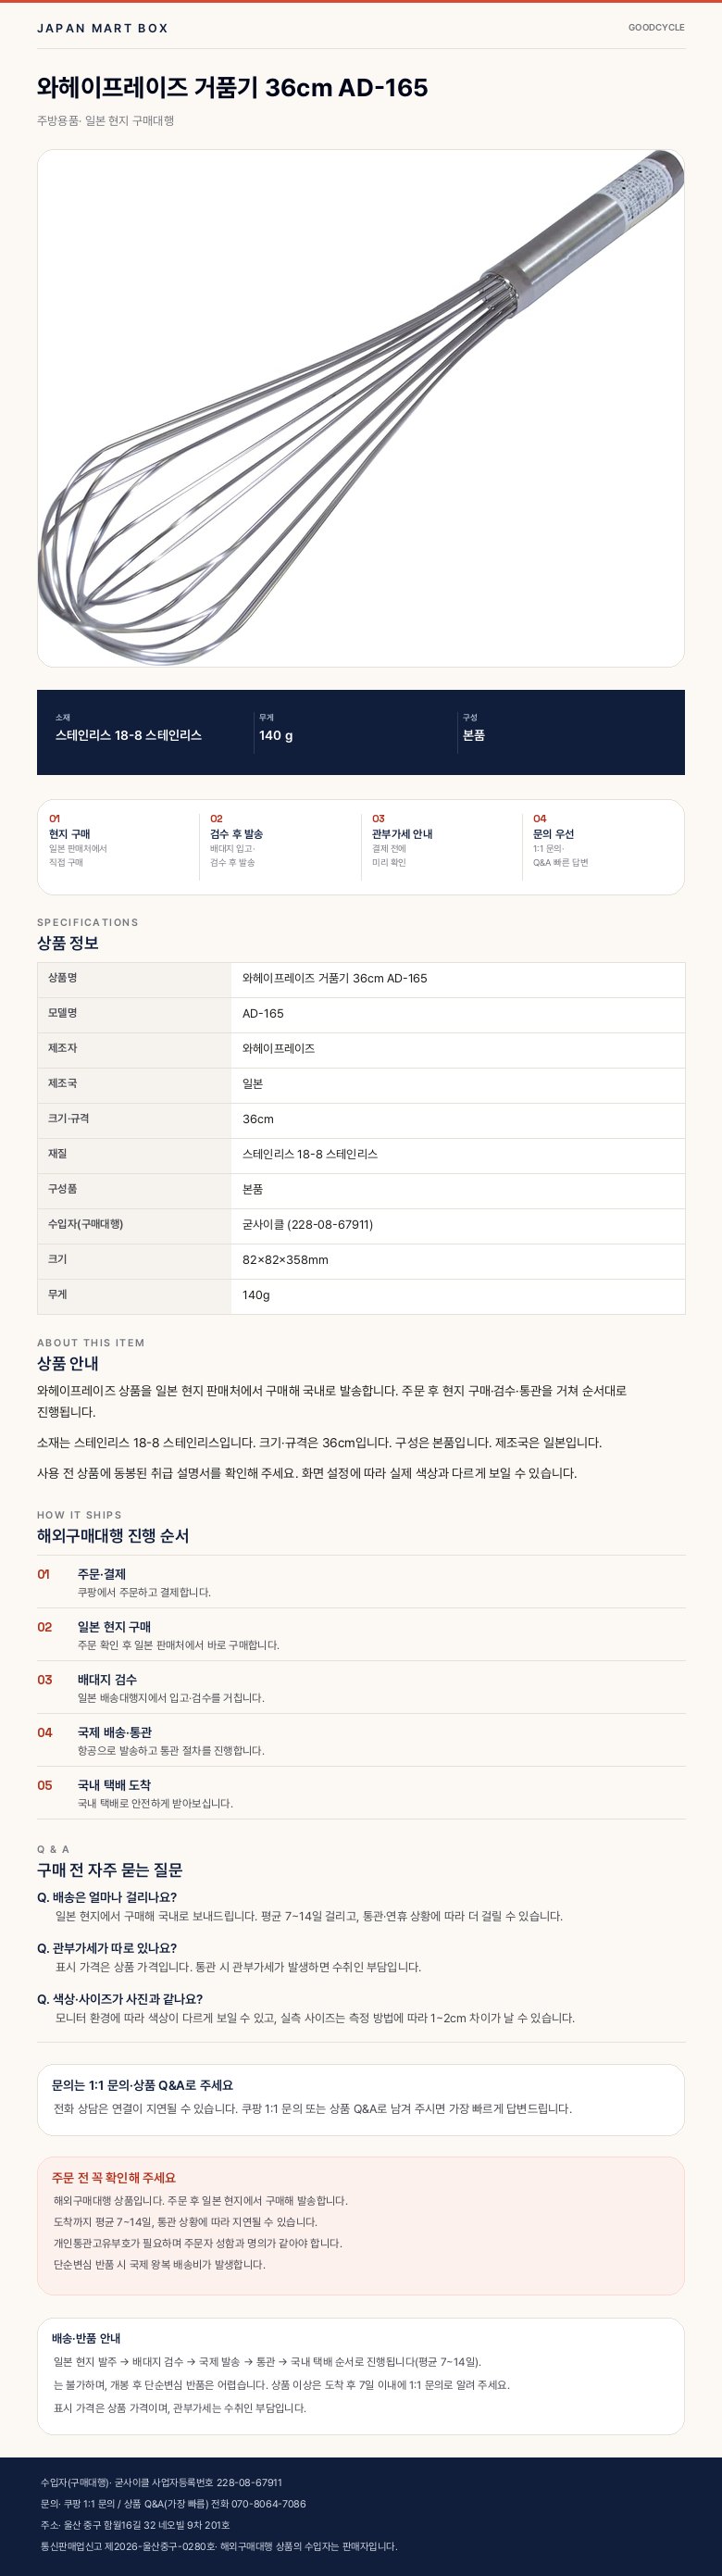 JAPAN MART BOX
GOODCYCLE
와헤이프레이즈 거품기 36cm AD-165
주방용품· 일본 현지 구매대행
소재
스테인리스 18-8 스테인리스
무게
140 g
구성
본품
01
현지 구매
일본 판매처에서
직접 구매
02
검수 후 발송
배대지 입고·
검수 후 발송
03
관부가세 안내
결제 전에
미리 확인
04
문의 우선
1:1 문의·
Q&A 빠른 답변
SPECIFICATIONS
상품 정보
상품명 와헤이프레이즈 거품기 36cm AD-165
모델명 AD-165
제조자 와헤이프레이즈
제조국 일본
크기·규격 36cm
재질 스테인리스 18-8 스테인리스
구성품 본품
수입자(구매대행) 굳사이클 (228-08-67911)
크기 82×82×358mm
무게 140g
ABOUT THIS ITEM
상품 안내
와헤이프레이즈 상품을 일본 현지 판매처에서 구매해 국내로 발송합니다. 주문 후 현지 구매·검수·통관을 거쳐 순서대로
진행됩니다.
소재는 스테인리스 18-8 스테인리스입니다. 크기·규격은 36cm입니다. 구성은 본품입니다. 제조국은 일본입니다.
사용 전 상품에 동봉된 취급 설명서를 확인해 주세요. 화면 설정에 따라 실제 색상과 다르게 보일 수 있습니다.
HOW IT SHIPS
해외구매대행 진행 순서
01 주문·결제
쿠팡에서 주문하고 결제합니다.
02 일본 현지 구매
주문 확인 후 일본 판매처에서 바로 구매합니다.
03 배대지 검수
일본 배송대행지에서 입고·검수를 거칩니다.
04 국제 배송·통관
항공으로 발송하고 통관 절차를 진행합니다.
05 국내 택배 도착
국내 택배로 안전하게 받아보십니다.
Q & A
구매 전 자주 묻는 질문
Q. 배송은 얼마나 걸리나요?
일본 현지에서 구매해 국내로 보내드립니다. 평균 7~14일 걸리고, 통관·연휴 상황에 따라 더 걸릴 수 있습니다.
Q. 관부가세가 따로 있나요?
표시 가격은 상품 가격입니다. 통관 시 관부가세가 발생하면 수취인 부담입니다.
Q. 색상·사이즈가 사진과 같나요?
모니터 환경에 따라 색상이 다르게 보일 수 있고, 실측 사이즈는 측정 방법에 따라 1~2cm 차이가 날 수 있습니다.
문의는 1:1 문의·상품 Q&A로 주세요
전화 상담은 연결이 지연될 수 있습니다. 쿠팡 1:1 문의 또는 상품 Q&A로 남겨 주시면 가장 빠르게 답변드립니다.
주문 전 꼭 확인해 주세요
해외구매대행 상품입니다. 주문 후 일본 현지에서 구매해 발송합니다.
도착까지 평균 7~14일, 통관 상황에 따라 지연될 수 있습니다.
개인통관고유부호가 필요하며 주문자 성함과 명의가 같아야 합니다.
단순변심 반품 시 국제 왕복 배송비가 발생합니다.
배송·반품 안내
일본 현지 발주 → 배대지 검수 → 국제 발송 → 통관 → 국내 택배 순서로 진행됩니다(평균 7~14일).
는 불가하며, 개봉 후 단순변심 반품은 어렵습니다. 상품 이상은 도착 후 7일 이내에 1:1 문의로 알려 주세요.
표시 가격은 상품 가격이며, 관부가세는 수취인 부담입니다.
수입자(구매대행)· 굳사이클 사업자등록번호 228-08-67911
문의· 쿠팡 1:1 문의 / 상품 Q&A(가장 빠름) 전화 070-8064-7086
주소· 울산 중구 함월16길 32 네오빌 9차 201호
통신판매업신고 제2026-울산중구-0280호· 해외구매대행 상품의 수입자는 판매자입니다.